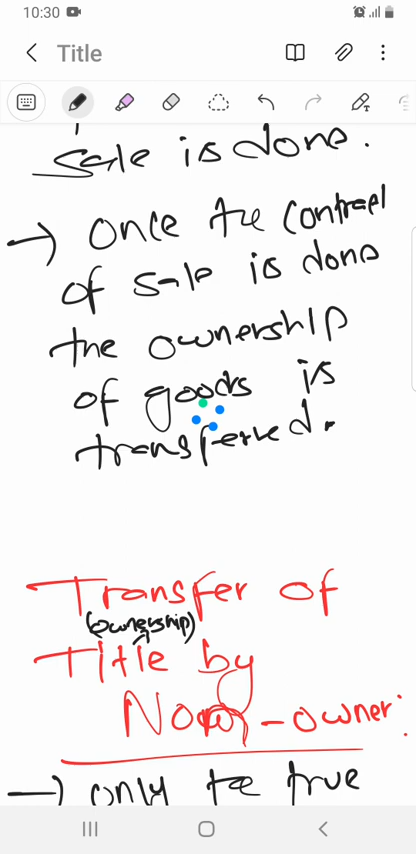 10:30
Title
Sale is done.
→ Once the contract
of sale is done
the ownership
of goods is
transferred.
Transfer of
(ownership)
Title by
Non-owner:
→ only the true